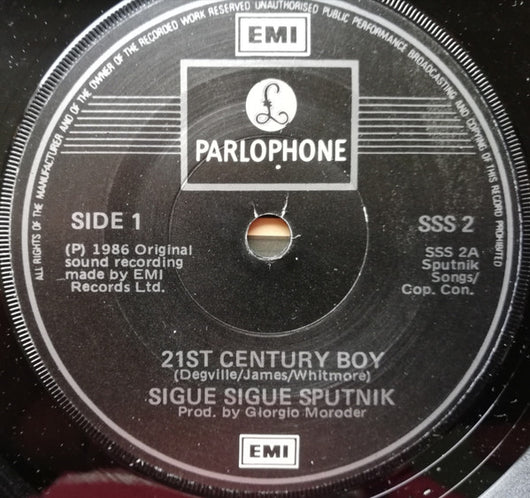 ALL RIGHTS OF THE MANUFACTURER AND OF THE OWNER OF THE RECORDED WORK RESERVED UNAUTHORISED PUBLIC PERFORMANCE BROADCASTING AND COPYING OF THIS RECORD PROHIBITED
EMI
£
PARLOPHONE
SIDE 1
(P) 1986 Original
sound recording
made by EMI
Records Ltd.
SSS 2
SSS 2A
Sputnik
Songs/
Cop. Con.
21ST CENTURY BOY
(Degville/James/Whitmore)
SIGUE SIGUE SPUTNIK
Prod. by Giorgio Moroder
EMI